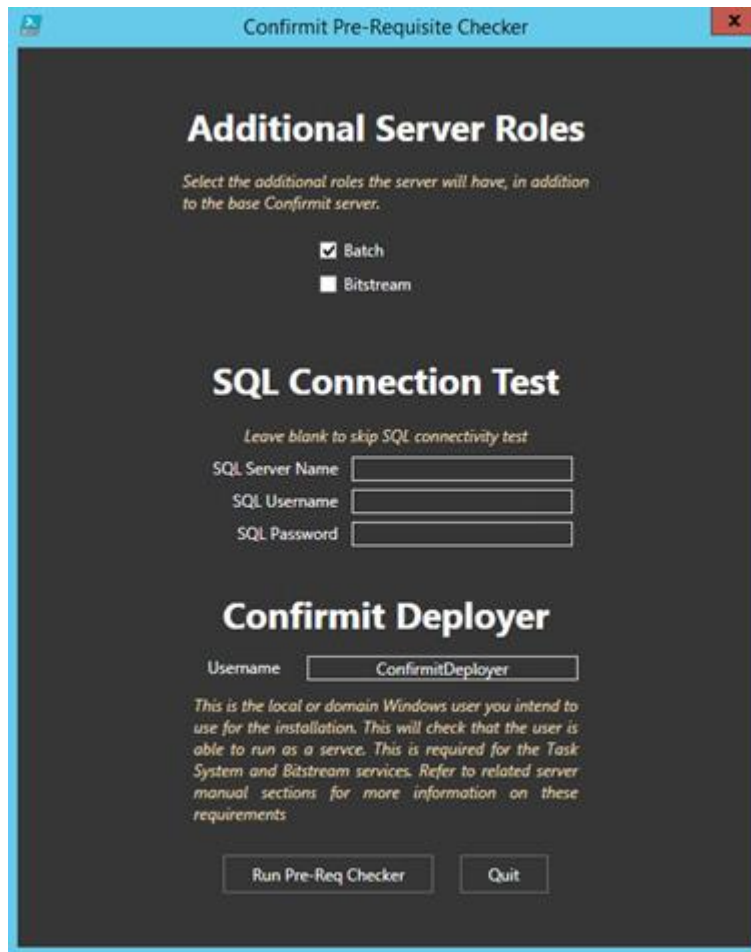 Confirmit Pre-Requisite Checker
x
Additional Server Roles
Select the additional roles the server will have, in addition
to the base Confirmit server.
Batch
Bitstream
SQL Connection Test
Leave blank to skip SQL connectivity test
SQL Server Name
SQL Username
SQL Password
Confirmit Deployer
Username ConfirmitDeployer
This is the local or domain Windows user you intend to
use for the installation. This will check that the user is
able to run as a servce. This is required for the Task
System and Bitstream services. Refer to related server
manual sections for more information on these
requirements
Run Pre-Req Checker Quit